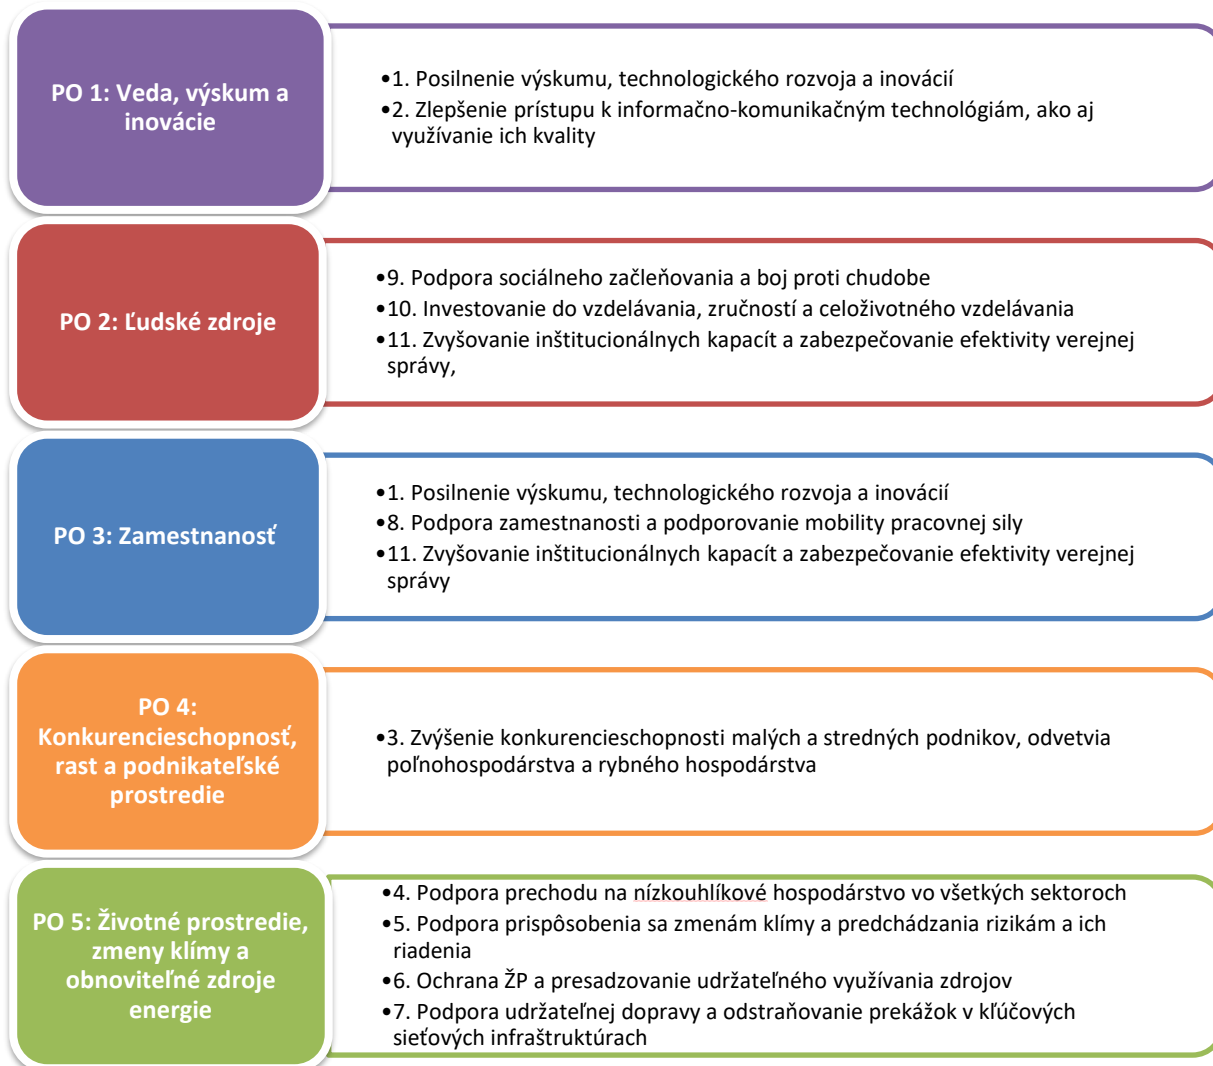 PO 1: Veda, výskum a
inovácie
•1. Posilnenie výskumu, technologického rozvoja a inovácií
•2. Zlepšenie prístupu k informačno-komunikačným technológiám, ako aj
využívanie ich kvality
PO 2: Ľudské zdroje
•9. Podpora sociálneho začleňovania a boj proti chudobe
•10. Investovanie do vzdelávania, zručností a celoživotného vzdelávania
•11. Zvyšovanie inštitucionálnych kapacít a zabezpečovanie efektivity verejnej
správy,
PO 3: Zamestnanosť
•1. Posilnenie výskumu, technologického rozvoja a inovácií
•8. Podpora zamestnanosti a podporovanie mobility pracovnej sily
•11. Zvyšovanie inštitucionálnych kapacít a zabezpečovanie efektivity verejnej
správy
PO 4:
Konkurencieschopnosť,
rast a podnikateľské
prostredie
•3. Zvýšenie konkurencieschopnosti malých a stredných podnikov, odvetvia
poľnohospodárstva a rybného hospodárstva
PO 5: Životné prostredie,
zmeny klímy a
obnoviteľné zdroje
energie
•4. Podpora prechodu na nízkouhlíkové hospodárstvo vo všetkých sektoroch
•5. Podpora prispôsobenia sa zmenám klímy a predchádzania rizikám a ich
riadenia
•6. Ochrana ŽP a presadzovanie udržateľného využívania zdrojov
•7. Podpora udržateľnej dopravy a odstraňovanie prekážok v kľúčových
sieťových infraštruktúrach